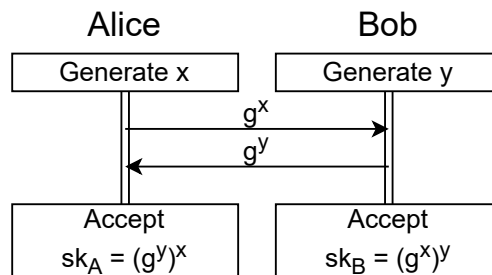 Alice Bob
Generate x Generate y
g^x
g^y
Accept Accept
sk_A = (g^y)^x sk_B = (g^x)^y